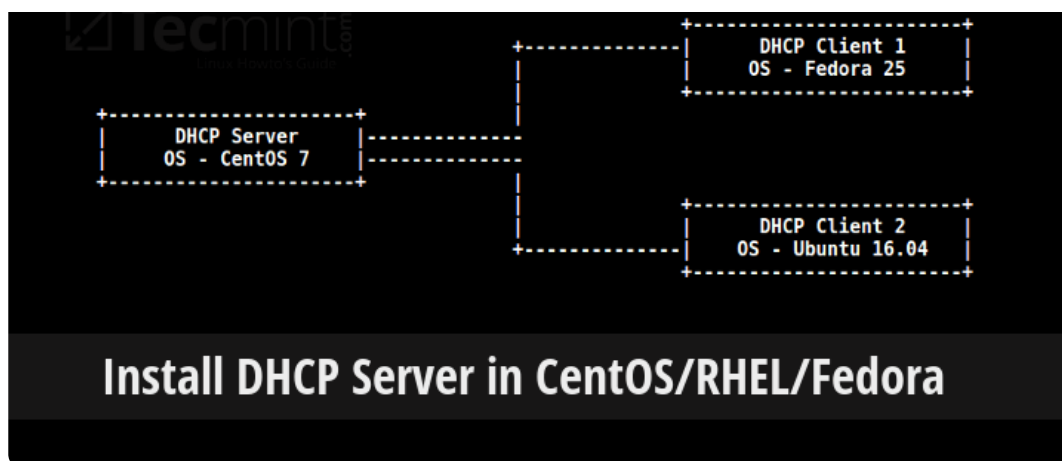 Tecmint.com
Linux Howto's Guide
DHCP Client 1
OS - Fedora 25
DHCP Server
OS - CentOS 7
DHCP Client 2
OS - Ubuntu 16.04
Install DHCP Server in CentOS/RHEL/Fedora